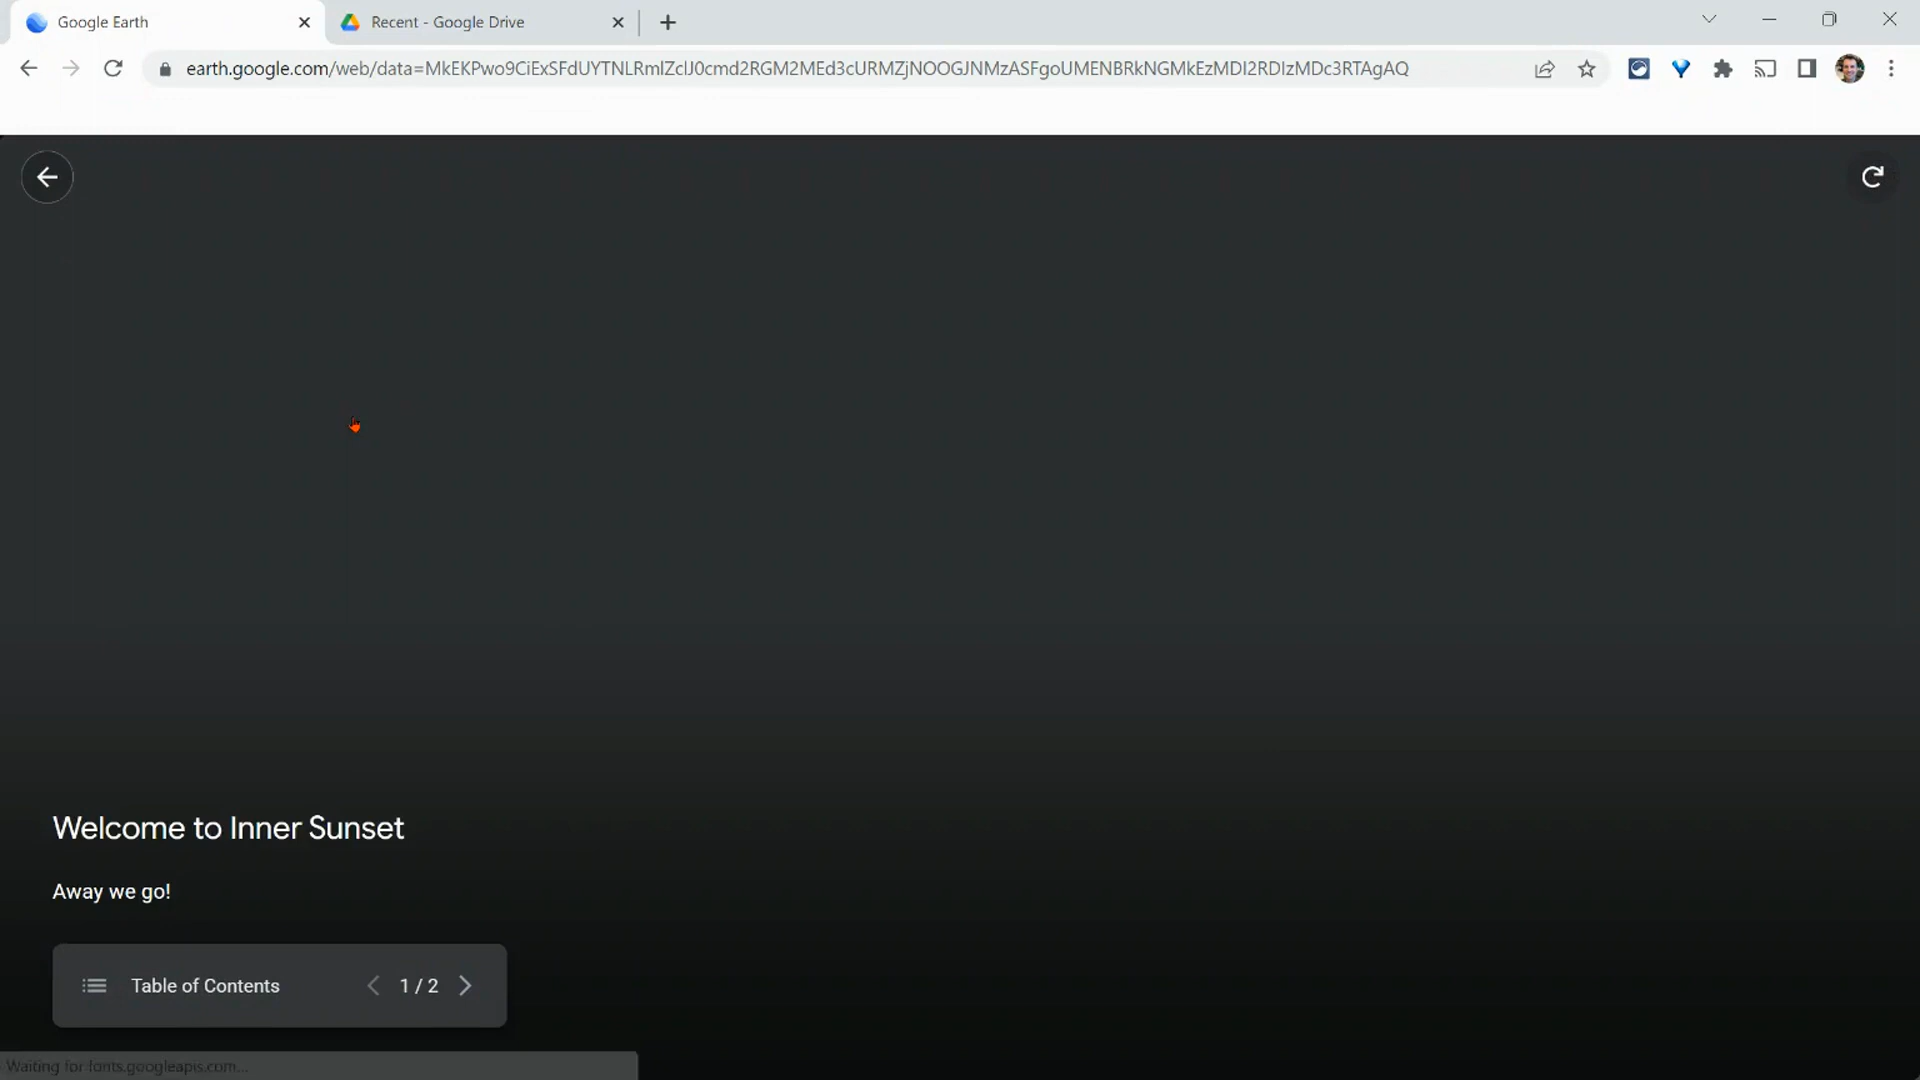 Google Earth
Recent - Google Drive
earth.google.com/web/data=MkEKPwo9CiExSFdUYTNLRmlZclJ0cmd2RGM2MEd3cURMZjNOOGJNMzASFgoUMENBRkNGMkEzMDI2RDIzMDc3RTAgAQ
Welcome to Inner Sunset
Away we go!
Table of Contents
1 / 2
Waiting for fonts.googleapis.com...